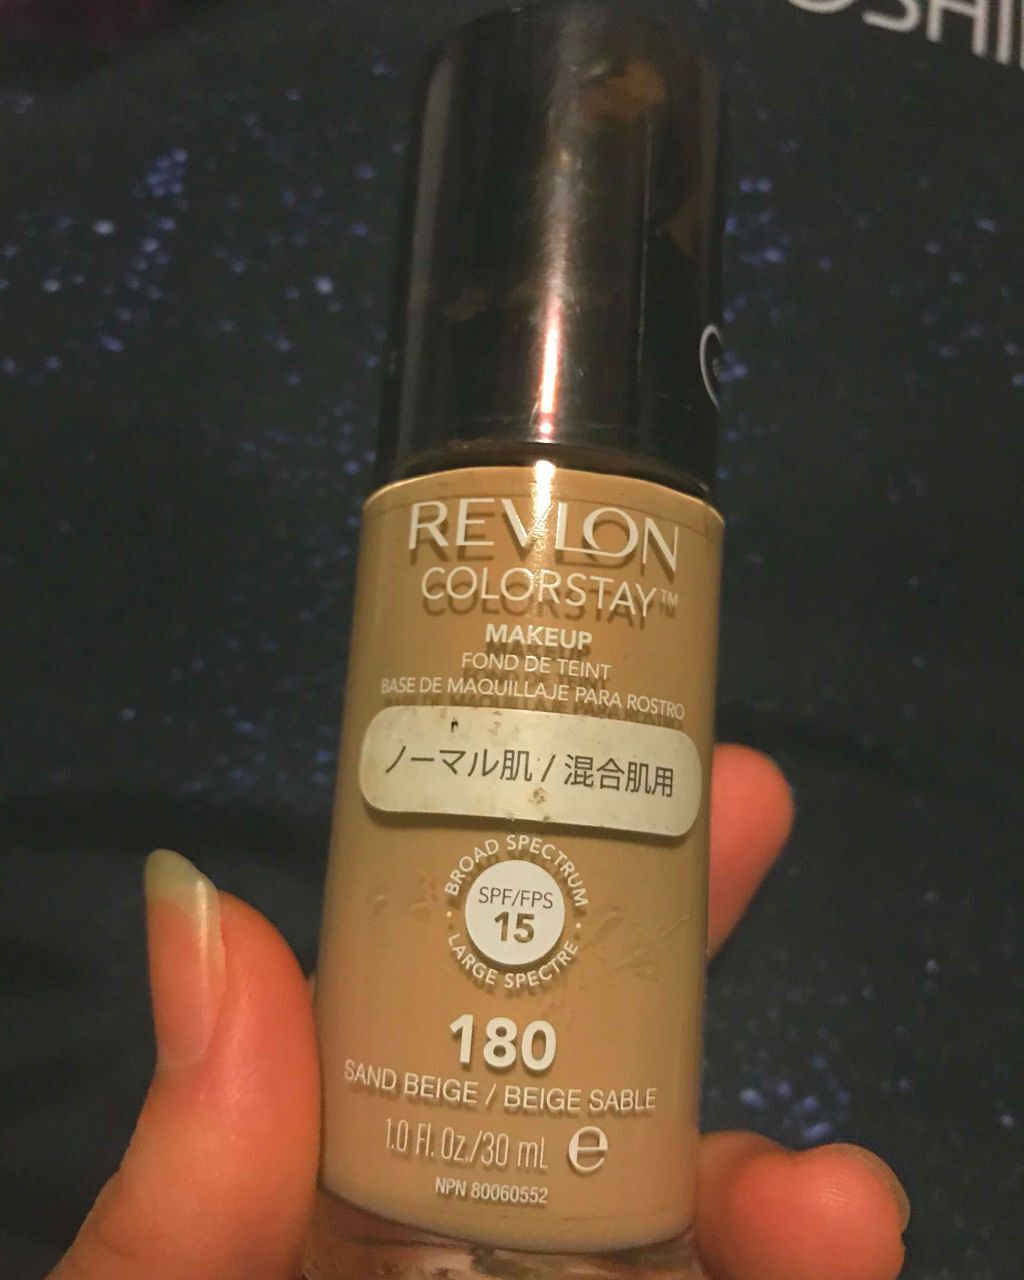 OSHI
REVLON
COLORSTAY™
MAKEUP
FOND DE TEINT
BASE DE MAQUILLAJE PARA ROSTRO
ノーマル肌 / 混合肌用
BROAD SPECTRUM
SPF/FPS
15
· LARGE SPECTRE ·
180
SAND BEIGE / BEIGE SABLE
1.0 Fl. Oz./30 mL ℮
NPN 80060552